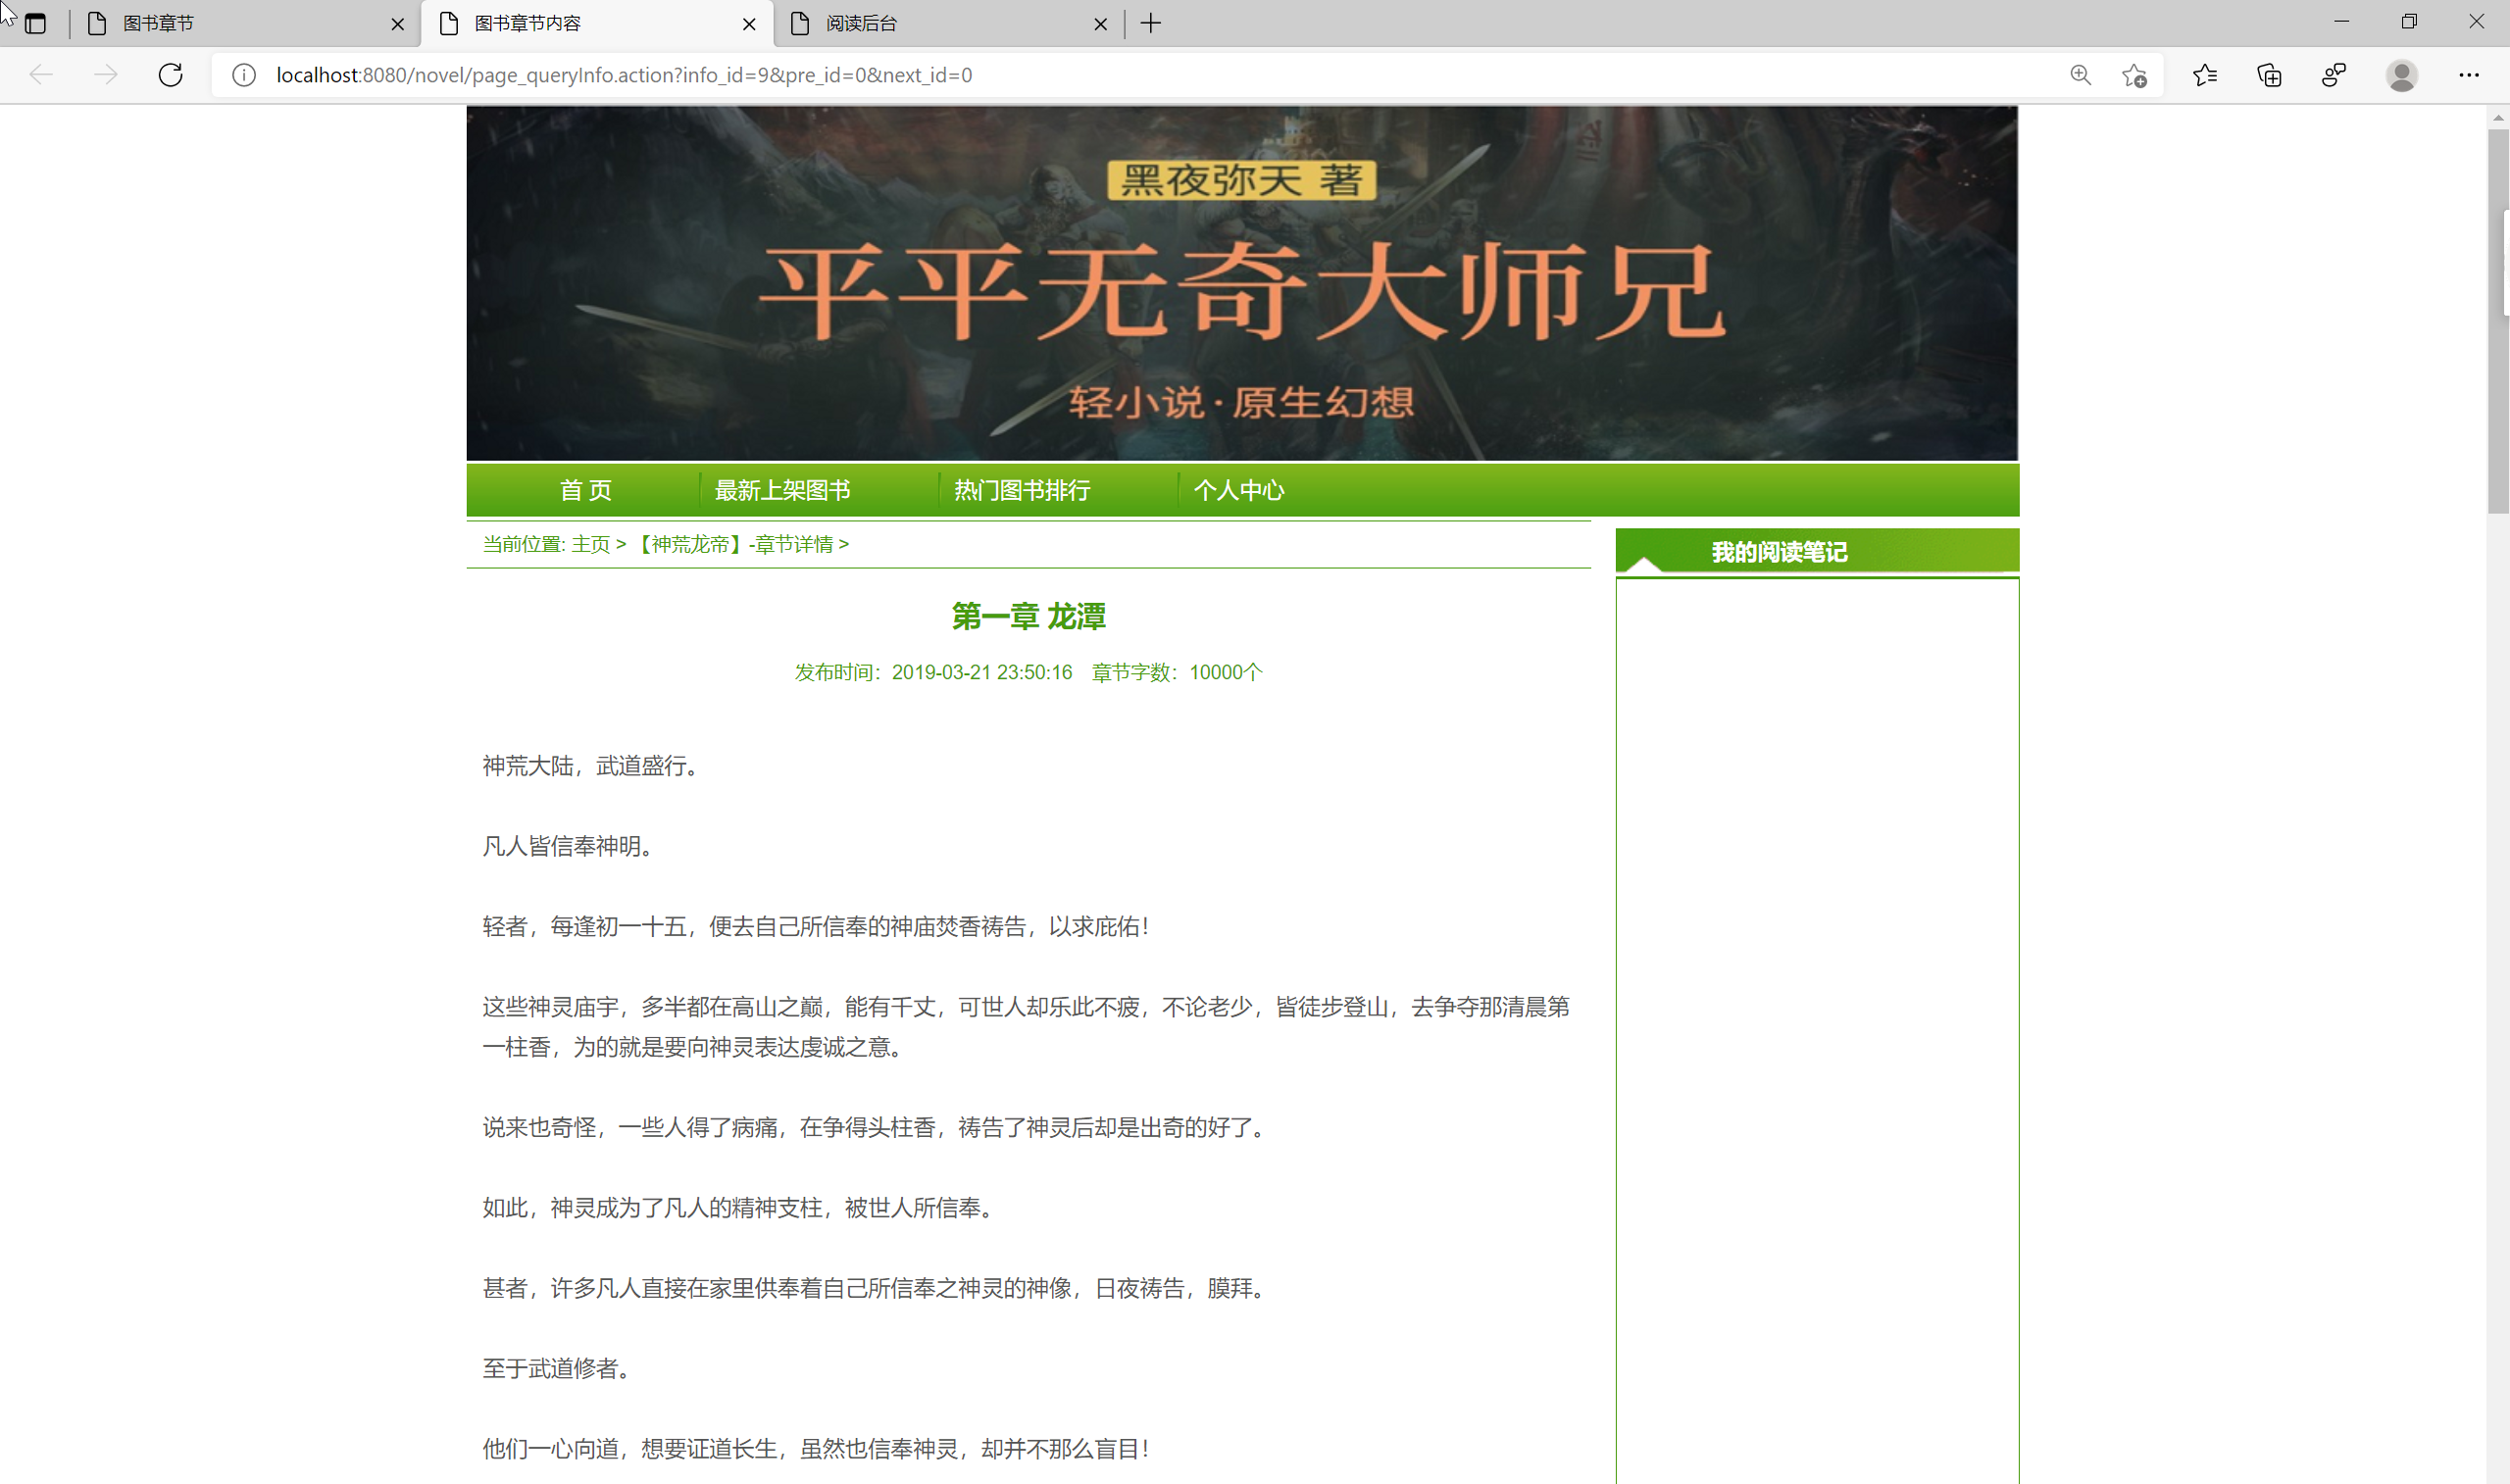 图书章节
图书章节内容
阅读后台
localhost:8080/novel/page_queryInfo.action?info_id=9&pre_id=0&next_id=0
黑夜弥天 著
平平无奇大师兄
轻小说·原生幻想
首 页
最新上架图书
热门图书排行
个人中心
当前位置: 主页 > 【神荒龙帝】-章节详情 >
我的阅读笔记
第一章 龙潭
发布时间：2019-03-21 23:50:16 章节字数：10000个
神荒大陆，武道盛行。
凡人皆信奉神明。
轻者，每逢初一十五，便去自己所信奉的神庙焚香祷告，以求庇佑！
这些神灵庙宇，多半都在高山之巅，能有千丈，可世人却乐此不疲，不论老少，皆徒步登山，去争夺那清晨第
一柱香，为的就是要向神灵表达虔诚之意。
说来也奇怪，一些人得了病痛，在争得头柱香，祷告了神灵后却是出奇的好了。
如此，神灵成为了凡人的精神支柱，被世人所信奉。
甚者，许多凡人直接在家里供奉着自己所信奉之神灵的神像，日夜祷告，膜拜。
至于武道修者。
他们一心向道，想要证道长生，虽然也信奉神灵，却并不那么盲目！